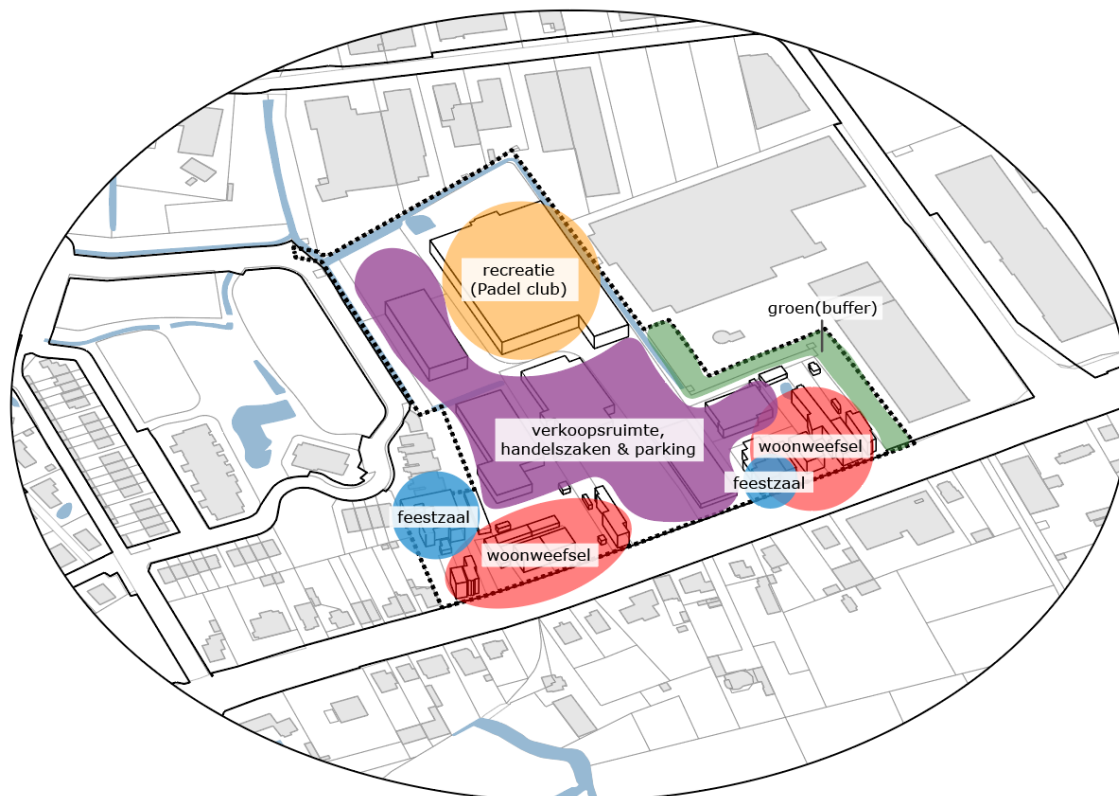 recreatie
(Padel club)
groen(buffer)
verkoopsruimte,
handelszaken & parking
woonweefsel
feestzaal
feestzaal
woonweefsel